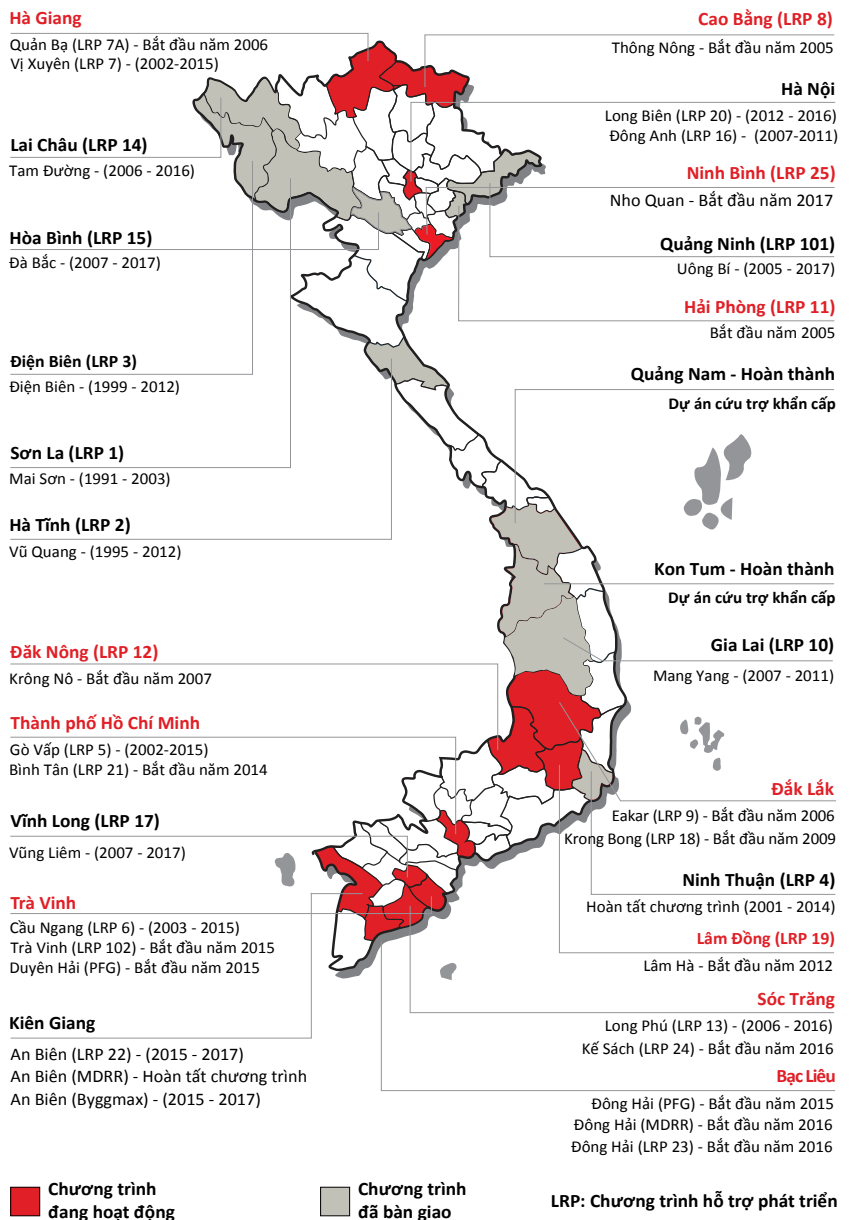 Hà Giang
Quản Bạ (LRP 7A) - Bắt đầu năm 2006
Vị Xuyên (LRP 7) - (2002-2015)
Lai Châu (LRP 14)
Tam Đường - (2006 - 2016)
Hòa Bình (LRP 15)
Đà Bắc - (2007 - 2017)
Điện Biên (LRP 3)
Điện Biên - (1999 - 2012)
Sơn La (LRP 1)
Mai Sơn - (1991 - 2003)
Hà Tĩnh (LRP 2)
Vũ Quang - (1995 - 2012)
Đăk Nông (LRP 12)
Krông Nô - Bắt đầu năm 2007
Thành phố Hồ Chí Minh
Gò Vấp (LRP 5) - (2002-2015)
Bình Tân (LRP 21) - Bắt đầu năm 2014
Vĩnh Long (LRP 17)
Vũng Liêm - (2007 - 2017)
Trà Vinh
Cầu Ngang (LRP 6) - (2003 - 2015)
Trà Vinh (LRP 102) - Bắt đầu năm 2015
Duyên Hải (PFG) - Bắt đầu năm 2015
Kiên Giang
An Biên (LRP 22) - (2015 - 2017)
An Biên (MDRR) - Hoàn tất chương trình
An Biên (Byggmax) - (2015 - 2017)
Cao Bằng (LRP 8)
Thông Nông - Bắt đầu năm 2005
Hà Nội
Long Biên (LRP 20) - (2012 - 2016)
Đông Anh (LRP 16) - (2007-2011)
Ninh Bình (LRP 25)
Nho Quan - Bắt đầu năm 2017
Quảng Ninh (LRP 101)
Uông Bí - (2005 - 2017)
Hải Phòng (LRP 11)
Bắt đầu năm 2005
Quảng Nam - Hoàn thành
Dự án cứu trợ khẩn cấp
Kon Tum - Hoàn thành
Dự án cứu trợ khẩn cấp
Gia Lai (LRP 10)
Mang Yang - (2007 - 2011)
Đắk Lắk
Eakar (LRP 9) - Bắt đầu năm 2006
Krong Bong (LRP 18) - Bắt đầu năm 2009
Ninh Thuận (LRP 4)
Hoàn tất chương trình (2001 - 2014)
Lâm Đồng (LRP 19)
Lâm Hà - Bắt đầu năm 2012
Sóc Trăng
Long Phú (LRP 13) - (2006 - 2016)
Kế Sách (LRP 24) - Bắt đầu năm 2016
Bạc Liêu
Đông Hải (PFG) - Bắt đầu năm 2015
Đông Hải (MDRR) - Bắt đầu năm 2016
Đông Hải (LRP 23) - Bắt đầu năm 2016
Chương trình
đang hoạt động
Chương trình
đã bàn giao
LRP: Chương trình hỗ trợ phát triển